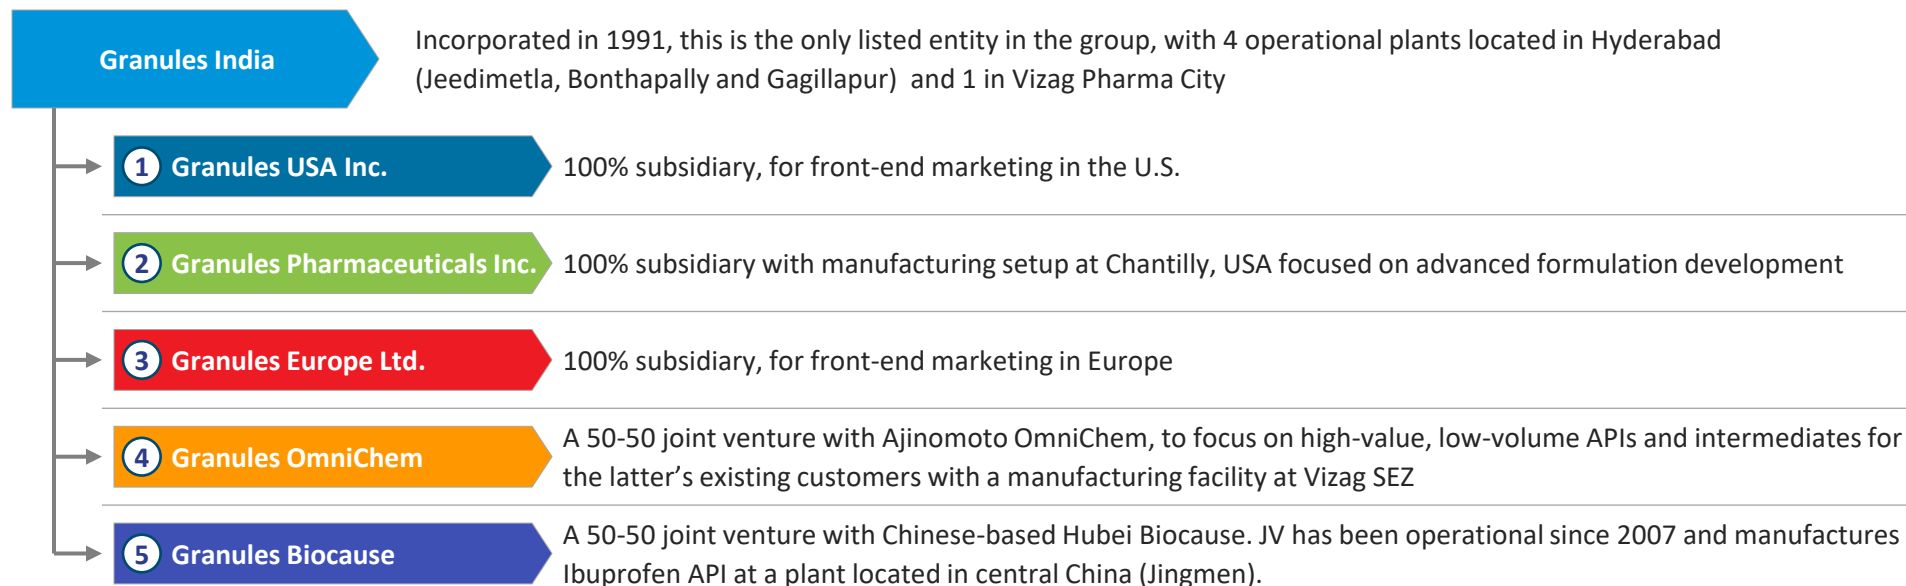 Granules India
Incorporated in 1991, this is the only listed entity in the group, with 4 operational plants located in Hyderabad
(Jeedimetla, Bonthapally and Gagillapur)  and 1 in Vizag Pharma City
1 Granules USA Inc.
100% subsidiary, for front-end marketing in the U.S.
2 Granules Pharmaceuticals Inc.
100% subsidiary with manufacturing setup at Chantilly, USA focused on advanced formulation development
3 Granules Europe Ltd.
100% subsidiary, for front-end marketing in Europe
4 Granules OmniChem
A 50-50 joint venture with Ajinomoto OmniChem, to focus on high-value, low-volume APIs and intermediates for
the latter’s existing customers with a manufacturing facility at Vizag SEZ
5 Granules Biocause
A 50-50 joint venture with Chinese-based Hubei Biocause. JV has been operational since 2007 and manufactures
Ibuprofen API at a plant located in central China (Jingmen).